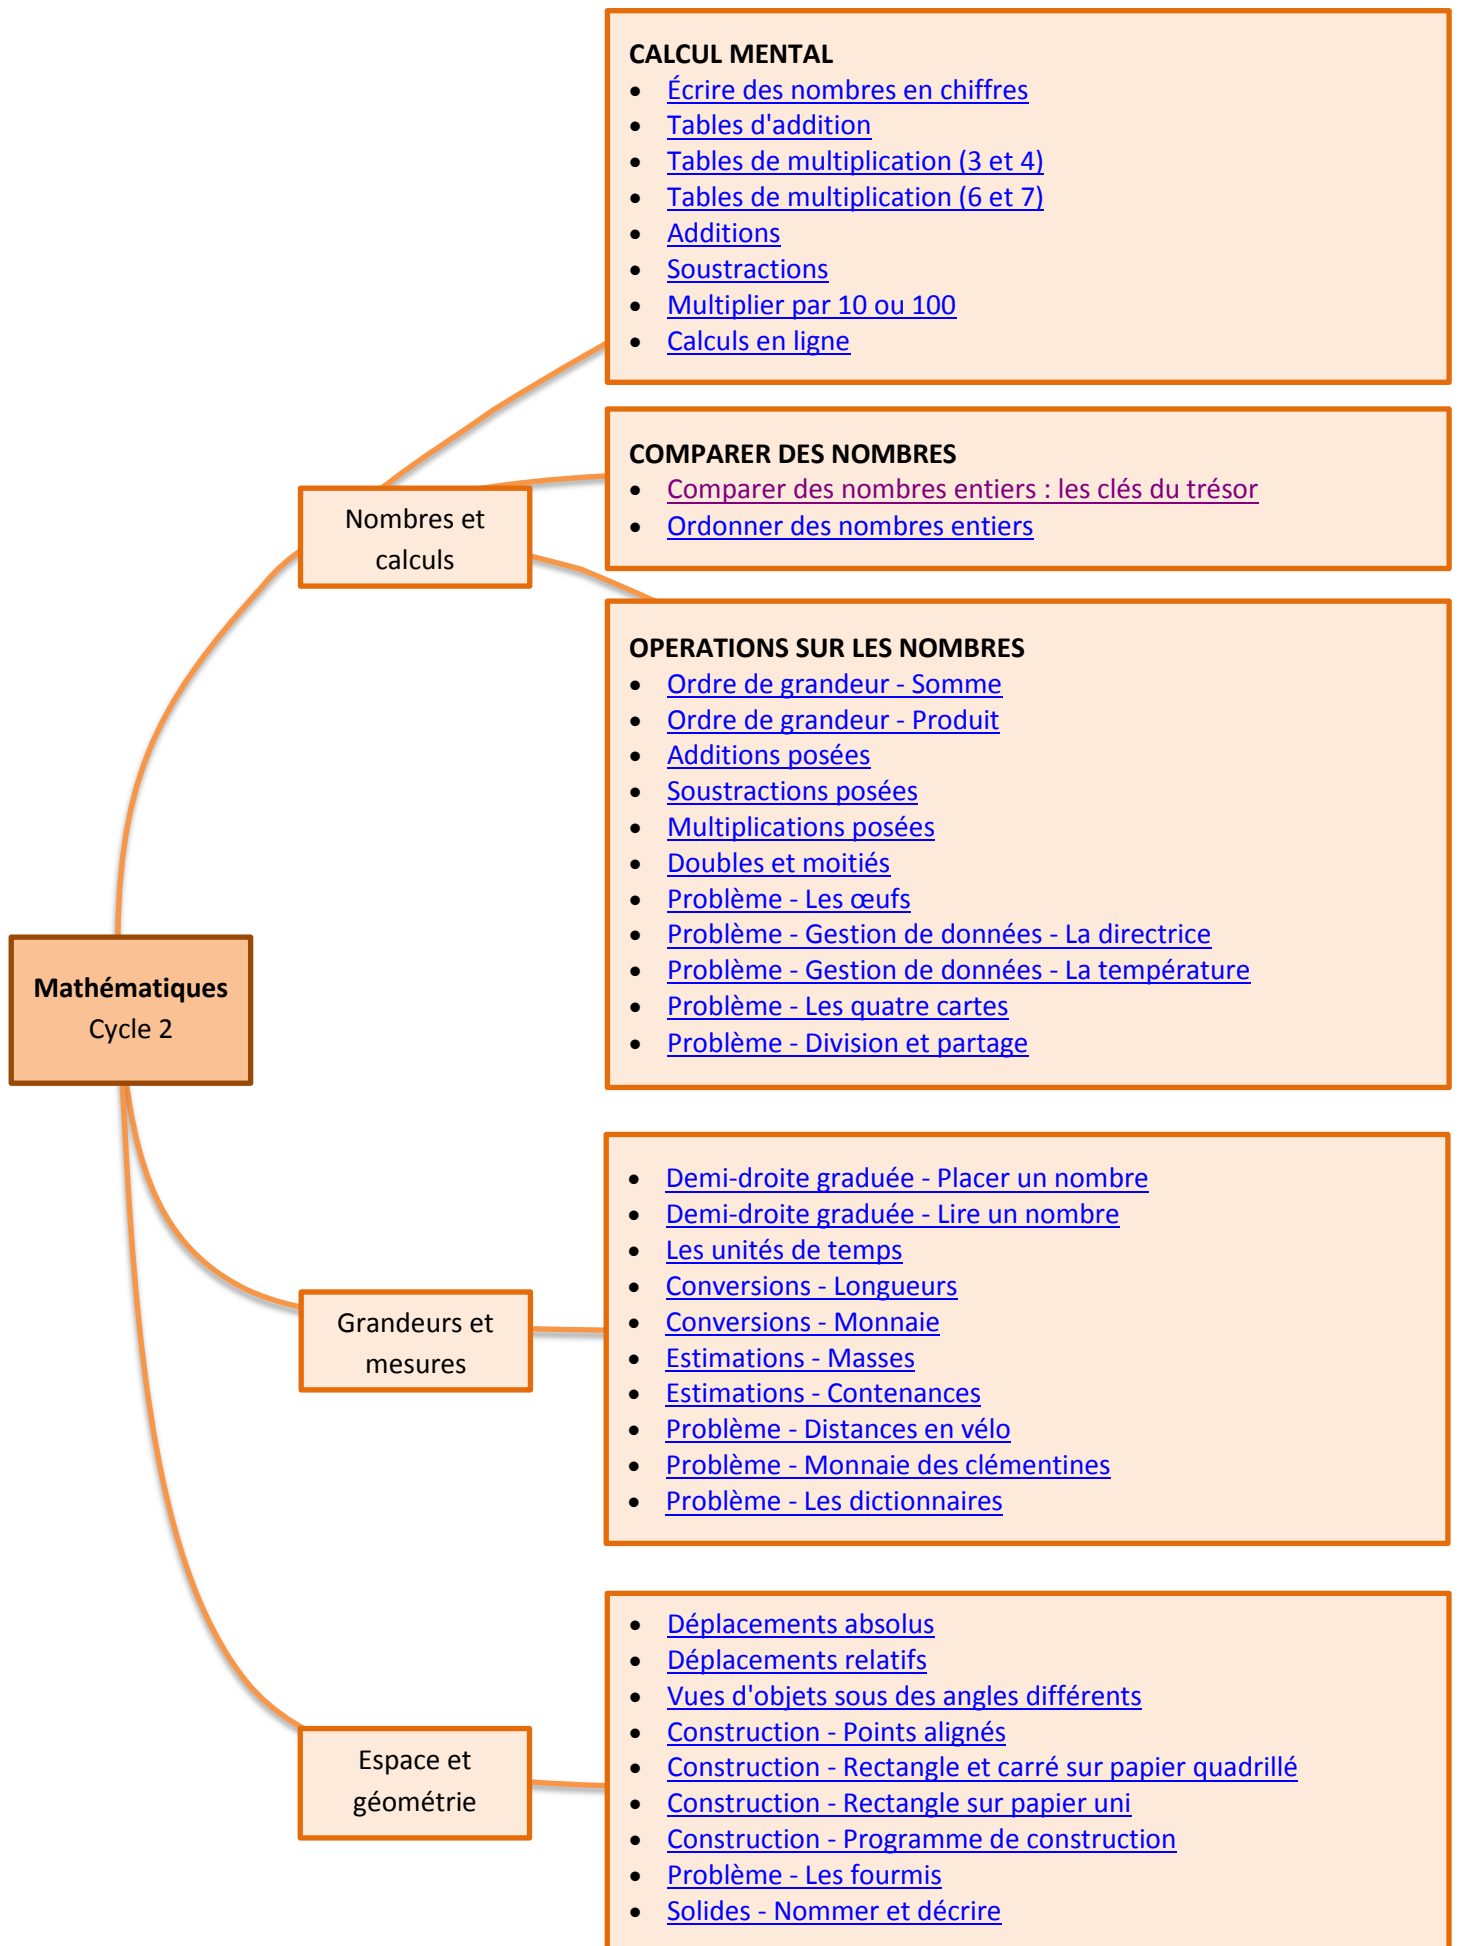 CALCUL MENTAL
• Écrire des nombres en chiffres
• Tables d'addition
• Tables de multiplication (3 et 4)
• Tables de multiplication (6 et 7)
• Additions
• Soustractions
• Multiplier par 10 ou 100
• Calculs en ligne
COMPARER DES NOMBRES
• Comparer des nombres entiers : les clés du trésor
• Ordonner des nombres entiers
Nombres et
calculs
OPERATIONS SUR LES NOMBRES
• Ordre de grandeur - Somme
• Ordre de grandeur - Produit
• Additions posées
• Soustractions posées
• Multiplications posées
• Doubles et moitiés
• Problème - Les œufs
• Problème - Gestion de données - La directrice
• Problème - Gestion de données - La température
• Problème - Les quatre cartes
• Problème - Division et partage
Mathématiques
Cycle 2
• Demi-droite graduée - Placer un nombre
• Demi-droite graduée - Lire un nombre
• Les unités de temps
• Conversions - Longueurs
• Conversions - Monnaie
• Estimations - Masses
• Estimations - Contenances
• Problème - Distances en vélo
• Problème - Monnaie des clémentines
• Problème - Les dictionnaires
Grandeurs et
mesures
• Déplacements absolus
• Déplacements relatifs
• Vues d'objets sous des angles différents
• Construction - Points alignés
• Construction - Rectangle et carré sur papier quadrillé
• Construction - Rectangle sur papier uni
• Construction - Programme de construction
• Problème - Les fourmis
• Solides - Nommer et décrire
Espace et
géométrie